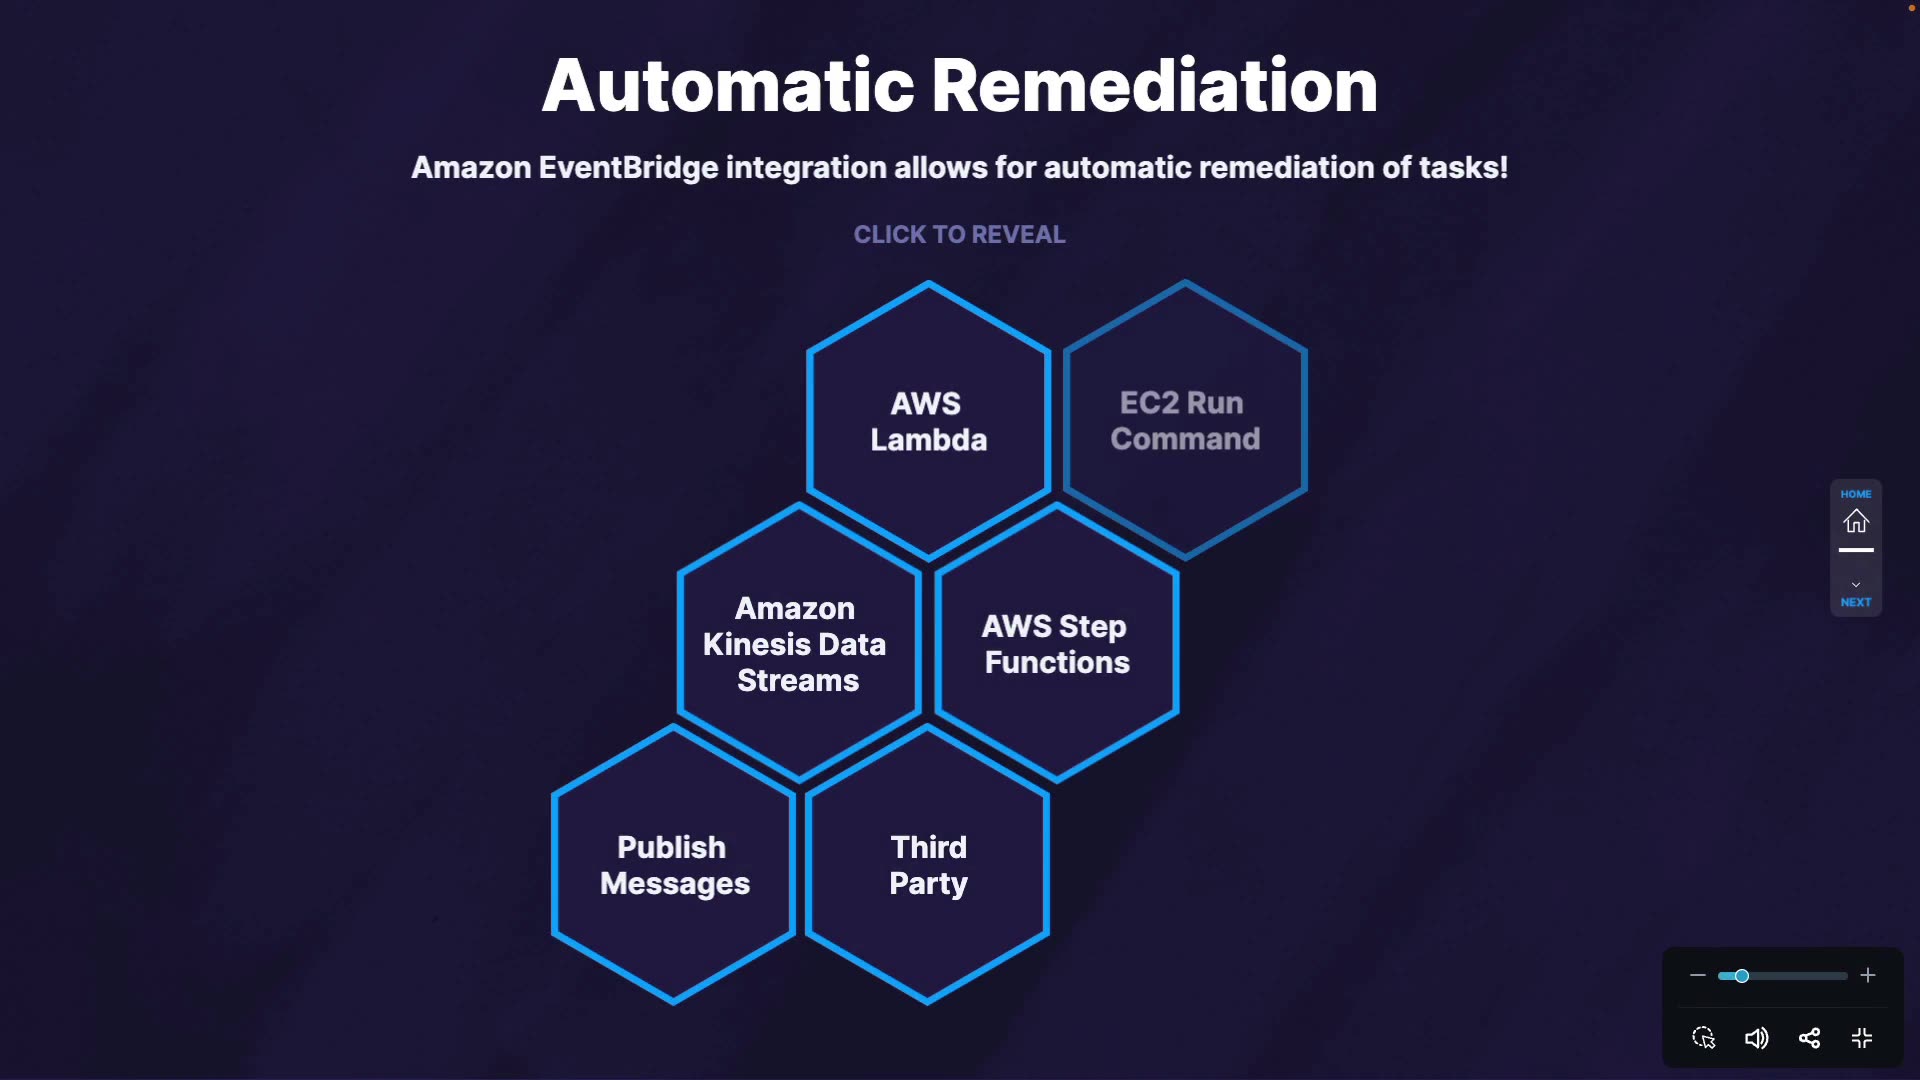 Automatic Remediation
Amazon EventBridge integration allows for automatic remediation of tasks!
CLICK TO REVEAL
AWS
Lambda
EC2 Run
Command
Amazon
Kinesis Data
Streams
AWS Step
Functions
Publish
Messages
Third
Party
HOME
NEXT